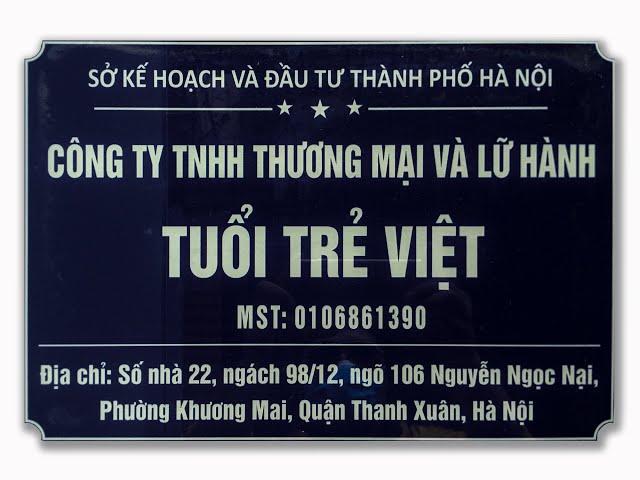 SỞ KẾ HOẠCH VÀ ĐẦU TƯ THÀNH PHỐ HÀ NỘI
CÔNG TY TNHH THƯƠNG MẠI VÀ LỮ HÀNH
TUỔI TRẺ VIỆT
MST: 0106861390
Địa chỉ: Số nhà 22, ngách 98/12, ngõ 106 Nguyễn Ngọc Nại,
Phường Khương Mai, Quận Thanh Xuân, Hà Nội